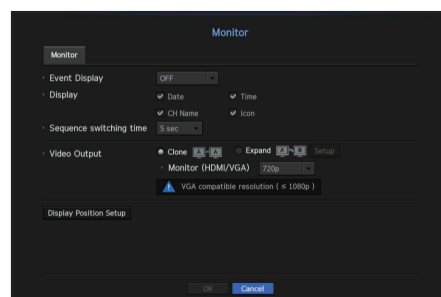 Monitor
Monitor
Event Display OFF
Display Date Time
CH Name Icon
Sequence switching time 5 sec
Video Output Clone A A Expand A B Setup
Monitor (HDMI/VGA) 720p
VGA compatible resolution ( ≤ 1080p )
Display Position Setup
OK Cancel